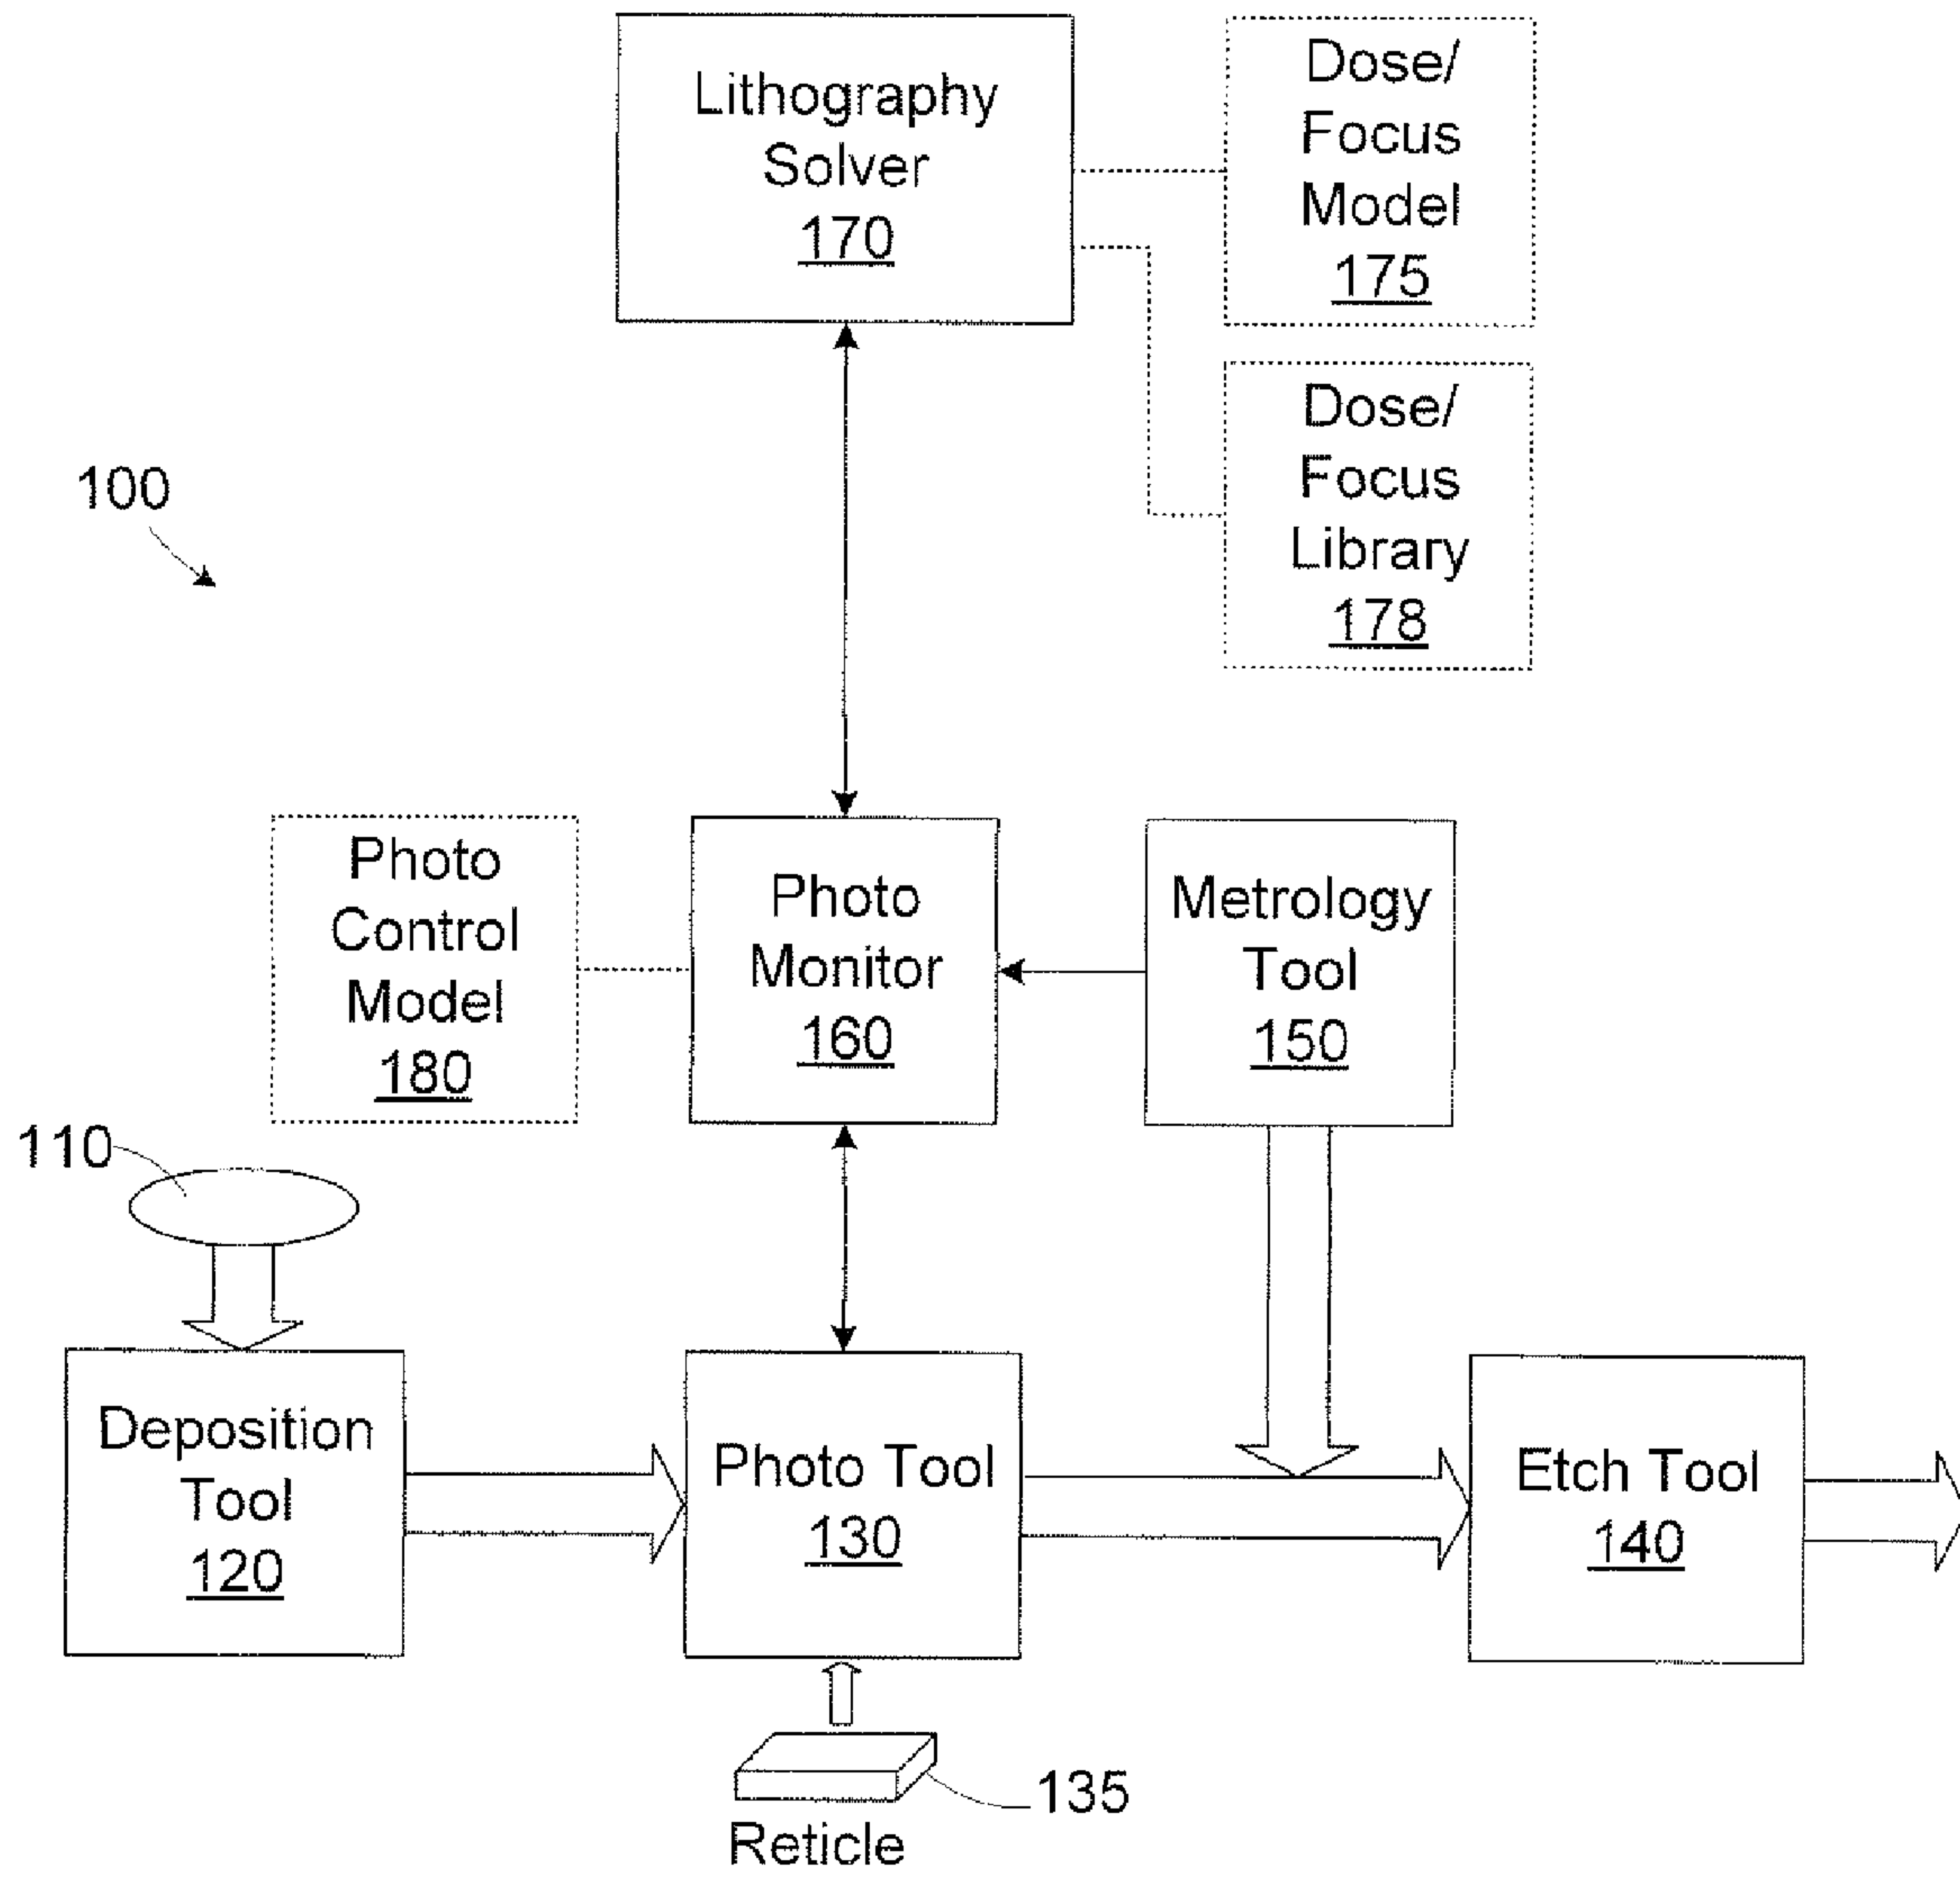 Lithography
Solver
170
Dose/
Focus
Model
175
Dose/
Focus
Library
178
100
Photo
Control
Model
180
Photo
Monitor
160
Metrology
Tool
150
110
Deposition
Tool
120
Photo Tool
130
Etch Tool
140
135
Reticle